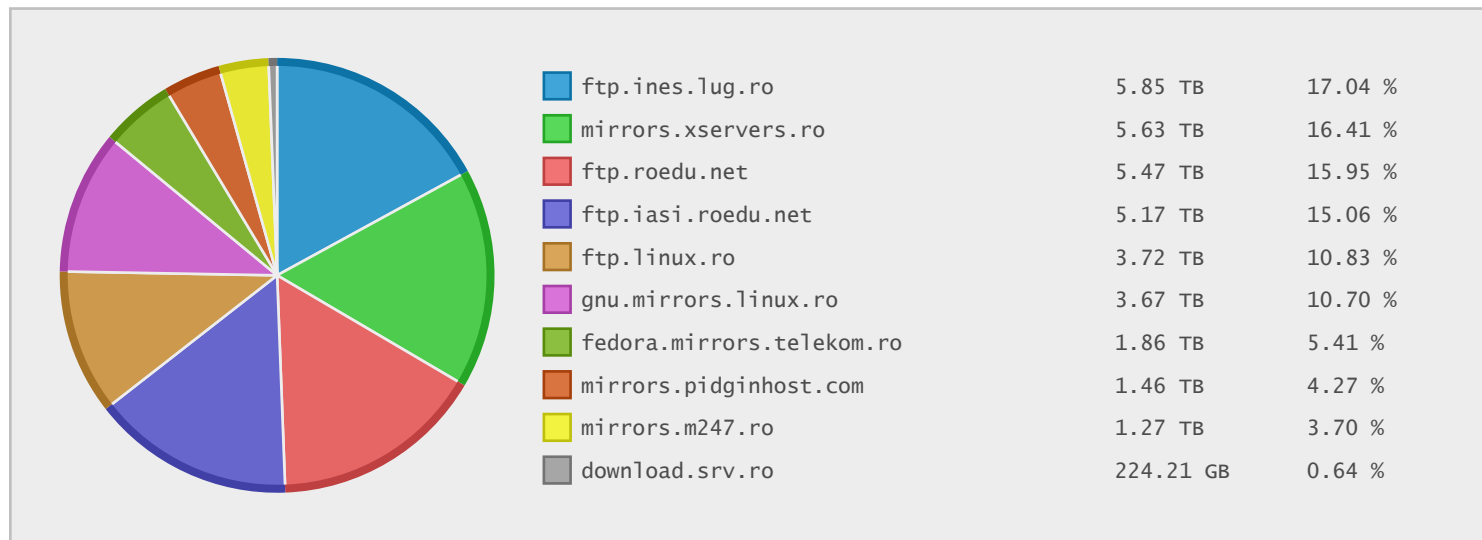 ftp.ines.lug.ro 5.85 TB 17.04 %
mirrors.xservers.ro 5.63 TB 16.41 %
ftp.roedu.net 5.47 TB 15.95 %
ftp.iasi.roedu.net 5.17 TB 15.06 %
ftp.linux.ro 3.72 TB 10.83 %
gnu.mirrors.linux.ro 3.67 TB 10.70 %
fedora.mirrors.telekom.ro 1.86 TB 5.41 %
mirrors.pidginhost.com 1.46 TB 4.27 %
mirrors.m247.ro 1.27 TB 3.70 %
download.srv.ro 224.21 GB 0.64 %